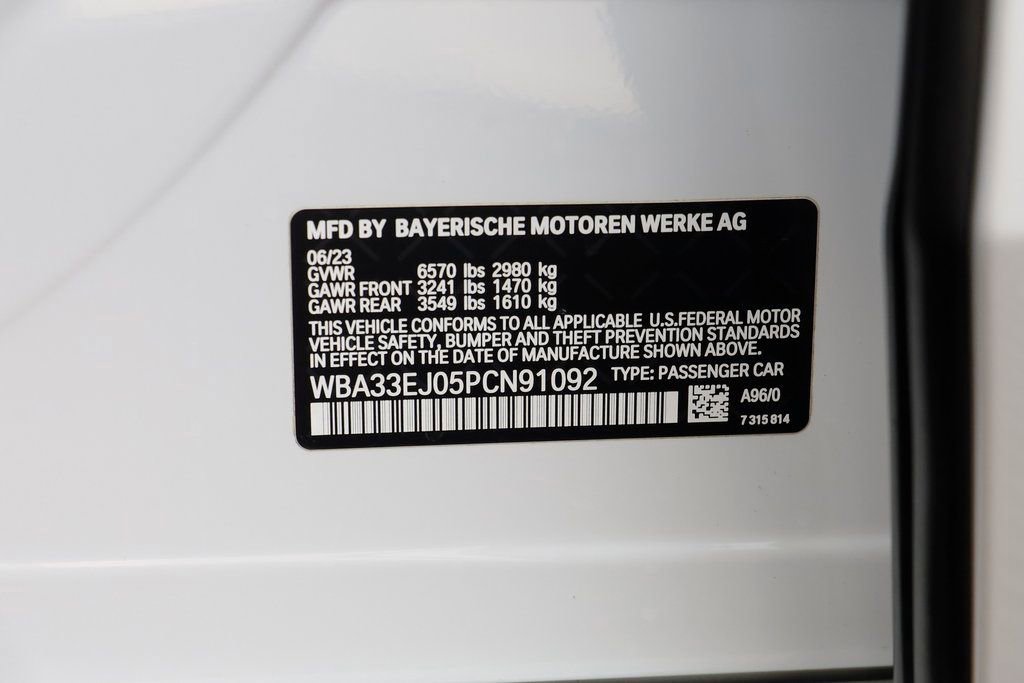 MFD BY BAYERISCHE MOTOREN WERKE AG
06/23
GVWR 6570 lbs 2980 kg
GAWR FRONT 3241 lbs 1470 kg
GAWR REAR 3549 lbs 1610 kg
THIS VEHICLE CONFORMS TO ALL APPLICABLE U.S.FEDERAL MOTOR
VEHICLE SAFETY, BUMPER AND THEFT PREVENTION STANDARDS
IN EFFECT ON THE DATE OF MANUFACTURE SHOWN ABOVE.
WBA33EJ05PCN91092 TYPE: PASSENGER CAR
A96/0
7 315 814